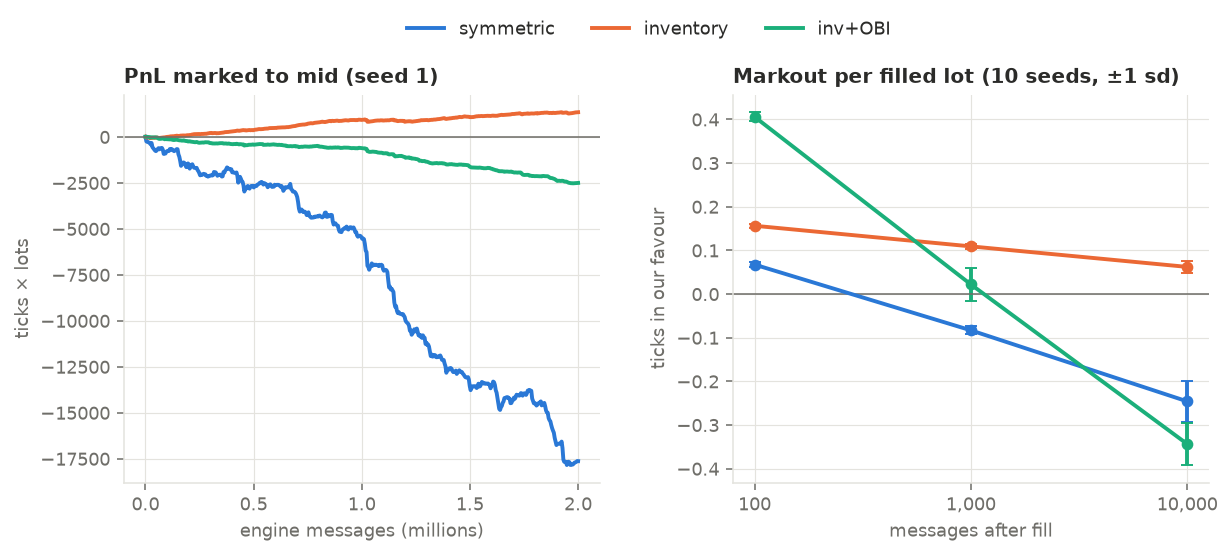 symmetric inventory inv+OBI
PnL marked to mid (seed 1)
ticks × lots
0
−2500
−5000
−7500
−10000
−12500
−15000
−17500
0.0 0.5 1.0 1.5 2.0
engine messages (millions)
Markout per filled lot (10 seeds, ±1 sd)
ticks in our favour
0.4
0.3
0.2
0.1
0.0
−0.1
−0.2
−0.3
−0.4
100 1,000 10,000
messages after fill